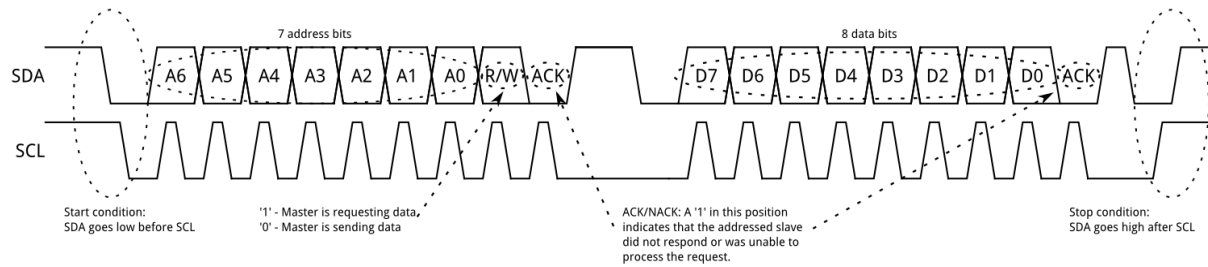 7 address bits
8 data bits
SDA A6 A5 A4 A3 A2 A1 A0 R/W ACK D7 D6 D5 D4 D3 D2 D1 D0 ACK
SCL
Start condition:
SDA goes low before SCL
'1' - Master is requesting data
'0' - Master is sending data
ACK/NACK: A '1' in this position
indicates that the addressed slave
did not respond or was unable to
process the request.
Stop condition:
SDA goes high after SCL